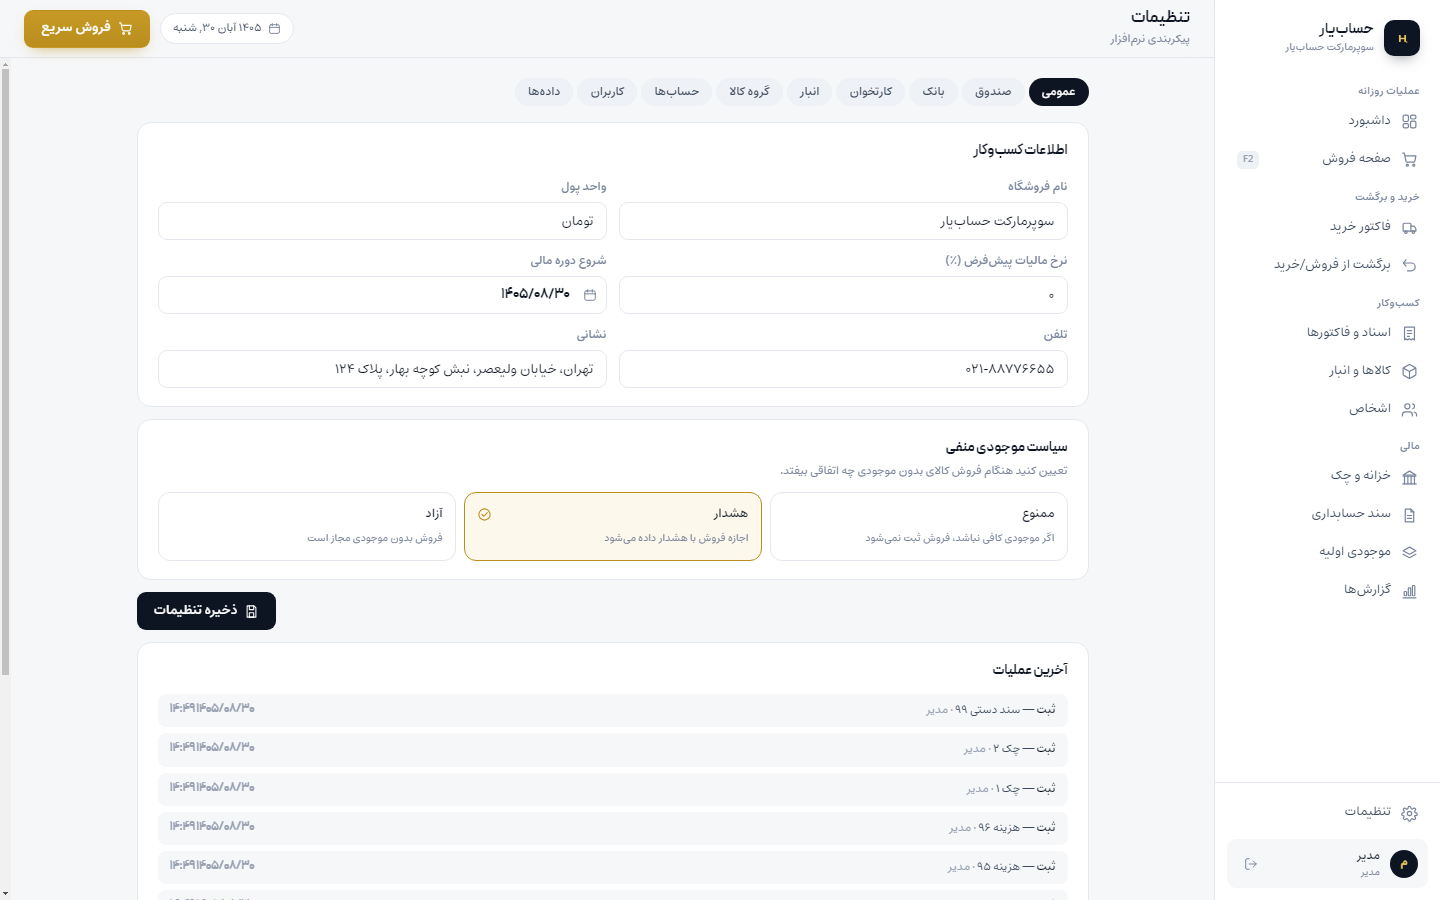 حساب‌یار
سوپرمارکت حساب‌یار
عملیات روزانه
داشبورد
صفحه فروش
F2
خرید و برگشت
فاکتور خرید
برگشت از فروش/خرید
کسب‌وکار
اسناد و فاکتورها
کالاها و انبار
اشخاص
مالی
خزانه و چک
سند حسابداری
موجودی اولیه
گزارش‌ها
تنظیمات
م
مدیر
مدیر
تنظیمات
پیکربندی نرم‌افزار
۱۴۰۵ آبان ۳۰, شنبه
فروش سریع
عمومی صندوق بانک کارتخوان انبار گروه کالا حساب‌ها کاربران داده‌ها
اطلاعات کسب‌وکار
نام فروشگاه
سوپرمارکت حساب‌یار
واحد پول
تومان
نرخ مالیات پیش‌فرض (٪)
۰
شروع دوره مالی
۱۴۰۵/۰۸/۳۰
تلفن
۰۲۱-۸۸۷۷۶۶۵۵
نشانی
تهران، خیابان ولیعصر، نبش کوچه بهار، پلاک ۱۲۴
سیاست موجودی منفی
تعیین کنید هنگام فروش کالای بدون موجودی چه اتفاقی بیفتد.
ممنوع
اگر موجودی کافی نباشد، فروش ثبت نمی‌شود
هشدار
اجازه فروش با هشدار داده می‌شود
آزاد
فروش بدون موجودی مجاز است
ذخیره تنظیمات
آخرین عملیات
ثبت — سند دستی ۹۹ · مدیر ۱۴۰۵/۰۸/۳۰ ۱۴:۴۹
ثبت — چک ۲ · مدیر ۱۴۰۵/۰۸/۳۰ ۱۴:۴۹
ثبت — چک ۱ · مدیر ۱۴۰۵/۰۸/۳۰ ۱۴:۴۹
ثبت — هزینه ۹۶ · مدیر ۱۴۰۵/۰۸/۳۰ ۱۴:۴۹
ثبت — هزینه ۹۵ · مدیر ۱۴۰۵/۰۸/۳۰ ۱۴:۴۹